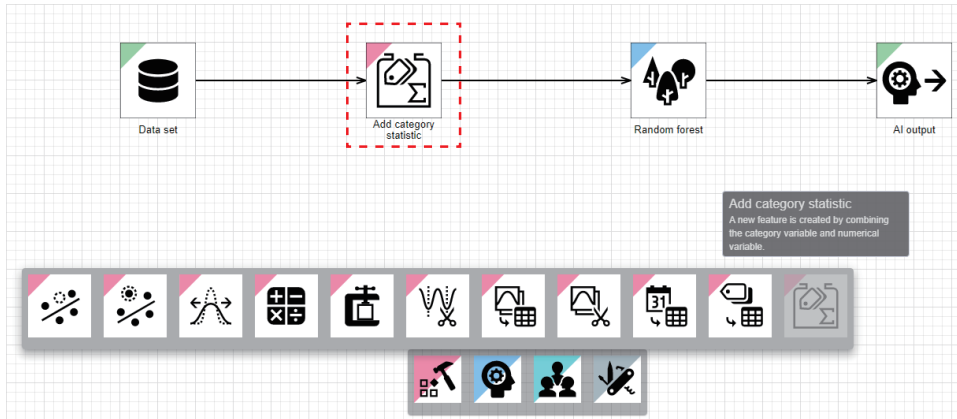 Data set
Add category
statistic
Random forest
AI output
Add category statistic
A new feature is created by combining
the category variable and numerical
variable.
31